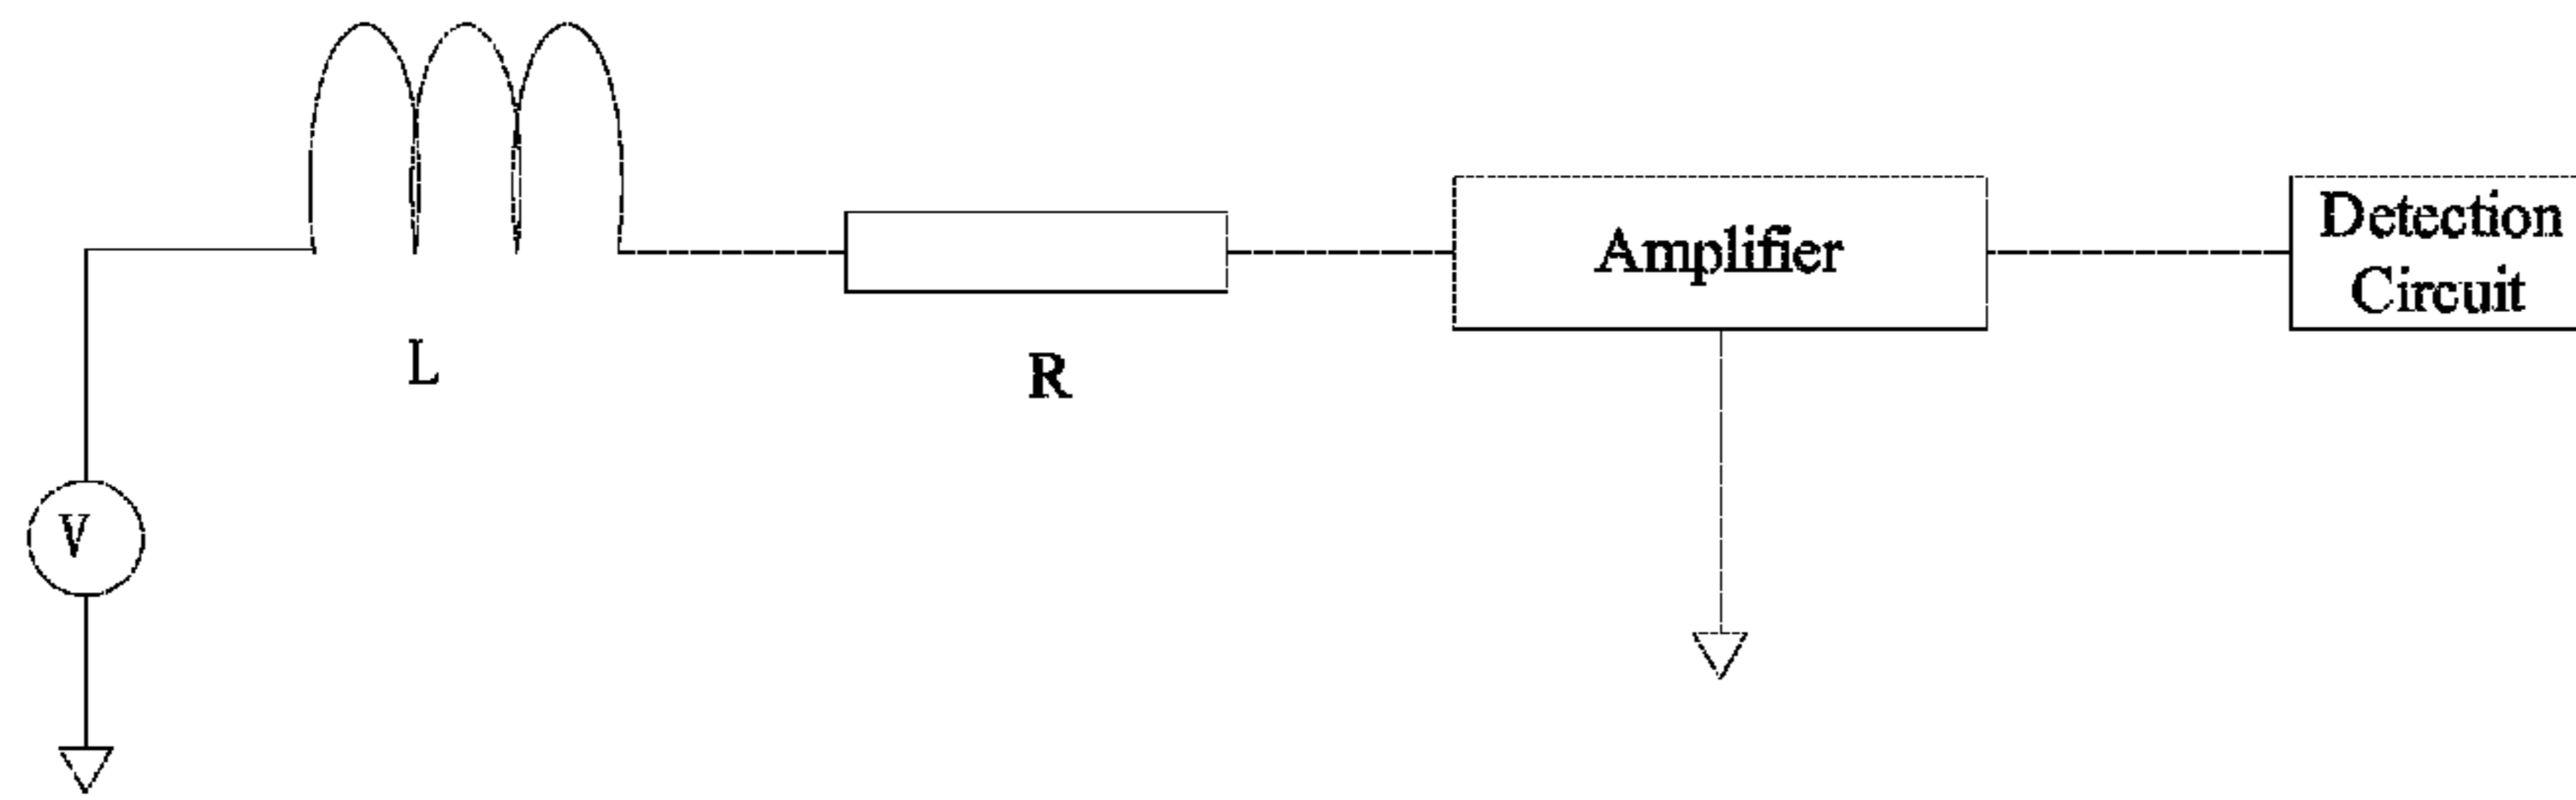 L
R
Amplifier
Detection
Circuit
V